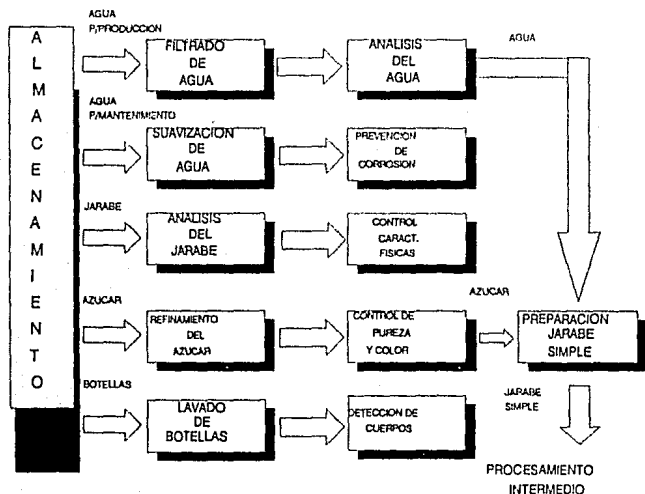 ALMACENAMIENTO
AGUA
P/PRODUCCION
FILTRADO
DE
AGUA
ANALISIS
DEL
AGUA
AGUA
AGUA
P/MANTENIMIENTO
SUAVIZACION
DE
AGUA
PREVENCION
DE
CORROSION
JARABE
ANALISIS
DEL
JARABE
CONTROL
CARACT.
FISICAS
AZUCAR
REFINAMIENTO
DEL
AZUCAR
CONTROL DE
PUREZA
Y COLOR
AZUCAR
PREPARACION
JARABE
SIMPLE
BOTELLAS
LAVADO
DE
BOTELLAS
DETECCION DE
CUERPOS
JARABE
SIMPLE
PROCESAMIENTO
INTERMEDIO